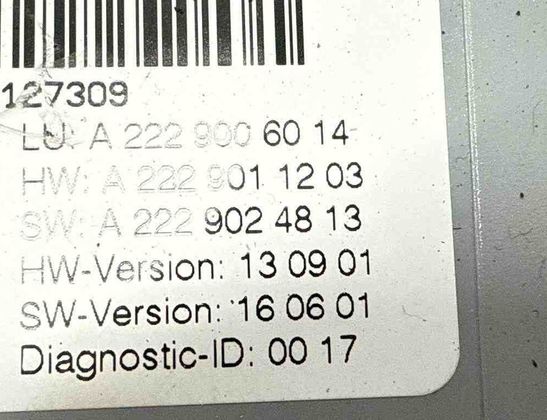 127309
LU: A 222 900 60 14
HW: A 222 901 12 03
SW: A 222 902 48 13
HW-Version: 13 09 01
SW-Version: 16 06 01
Diagnostic-ID: 00 17